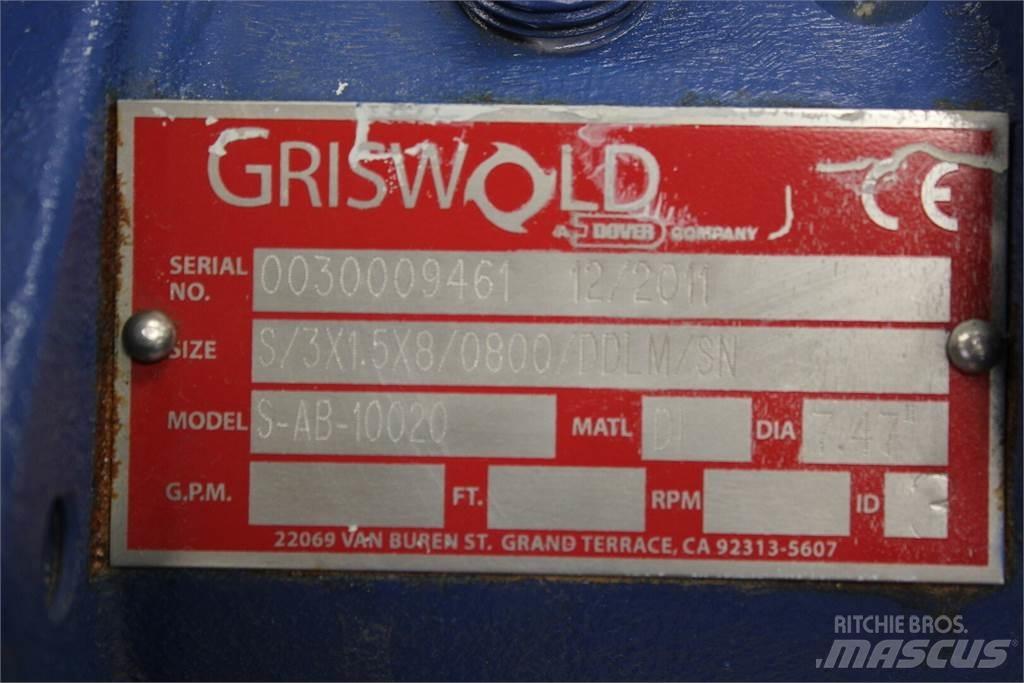 GRISWOLD
A DOVER COMPANY
CE
SERIAL NO. 0030009461 12/2011
SIZE S/3X1.5X8/0800/DDLM/SN
MODEL S-AB-10020 MATL DI DIA 7.47"
G.P.M. FT. RPM ID
22069 VAN BUREN ST. GRAND TERRACE, CA 92313-5607
RITCHIE BROS.
MASCUS